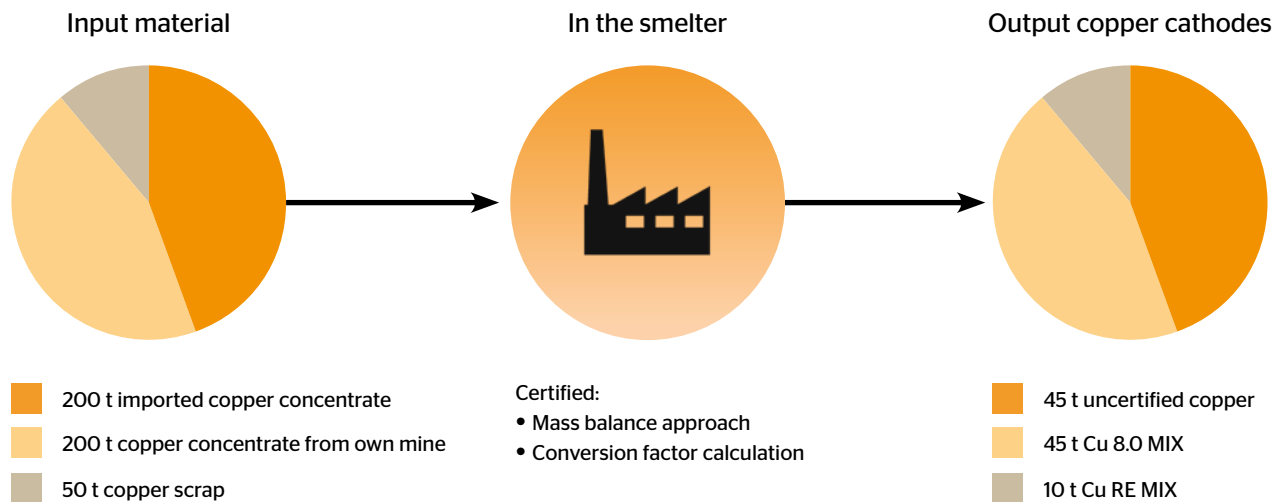 Input material
In the smelter
Output copper cathodes
200 t imported copper concentrate
200 t copper concentrate from own mine
50 t copper scrap
Certified:
• Mass balance approach
• Conversion factor calculation
45 t uncertified copper
45 t Cu 8.0 MIX
10 t Cu RE MIX